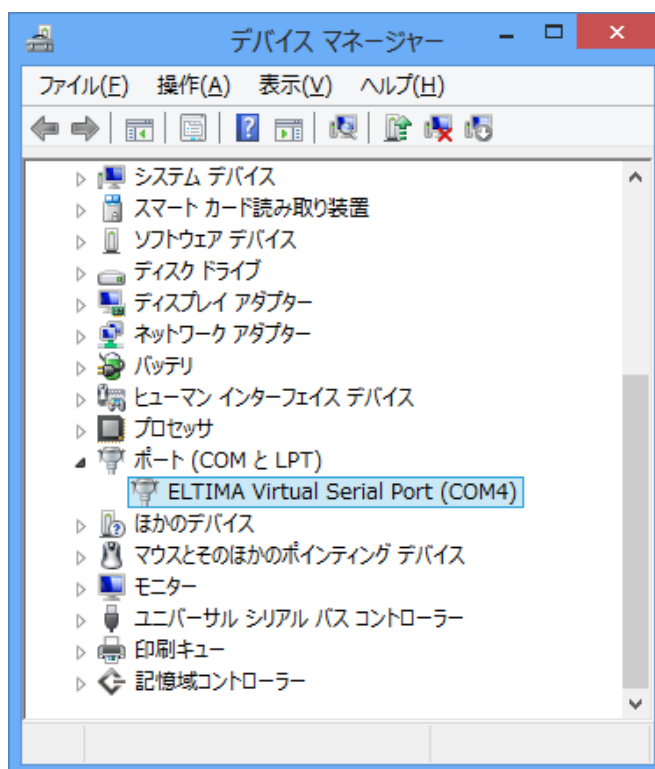 デバイス マネージャー
ファイル(F) 操作(A) 表示(V) ヘルプ(H)
システム デバイス
スマート カード読み取り装置
ソフトウェア デバイス
ディスク ドライブ
ディスプレイ アダプター
ネットワーク アダプター
バッテリ
ヒューマン インターフェイス デバイス
プロセッサ
ポート (COM と LPT)
ELTIMA Virtual Serial Port (COM4)
ほかのデバイス
マウスとそのほかのポインティング デバイス
モニター
ユニバーサル シリアル バス コントローラー
印刷キュー
記憶域コントローラー